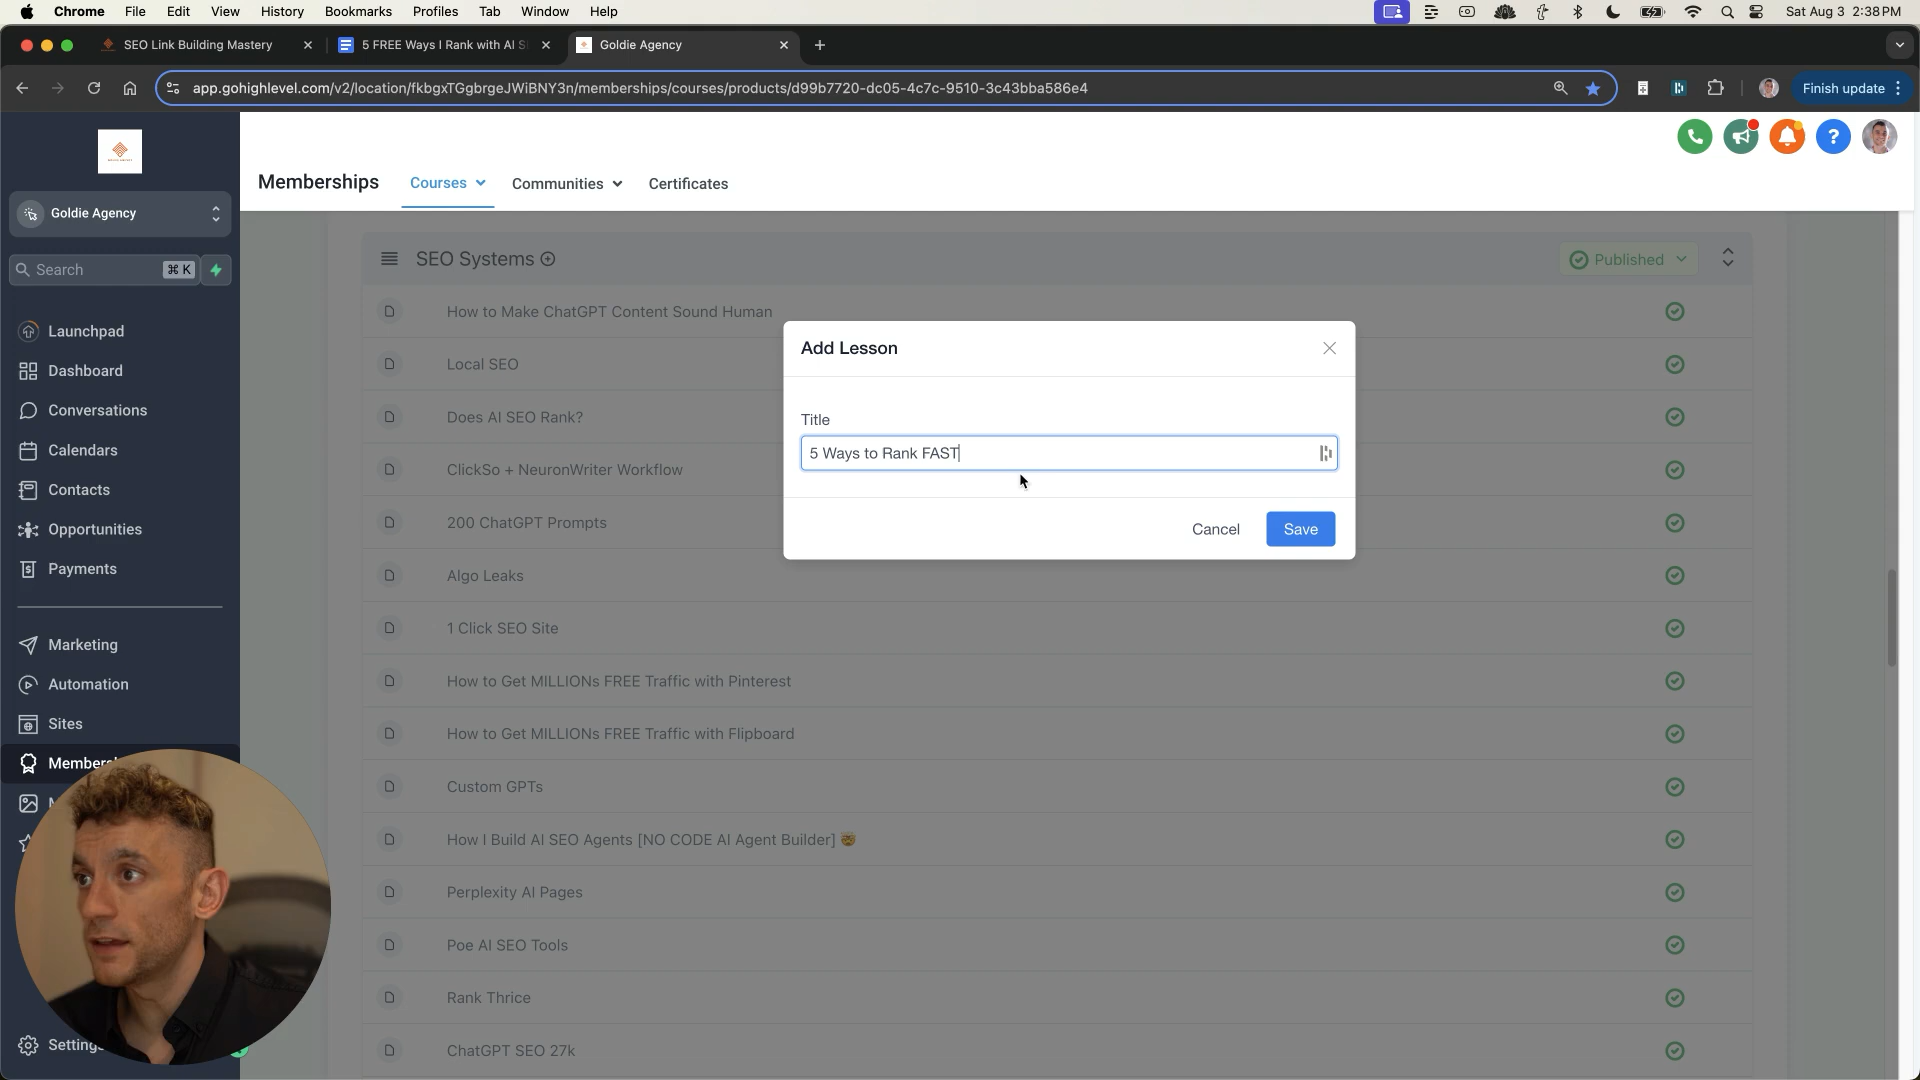 Chrome File Edit View History Bookmarks Profiles Tab Window Help Sat Aug 3 2:38 PM
SEO Link Building Mastery 5 FREE Ways I Rank with AI S Goldie Agency
app.gohighlevel.com/v2/location/fkbgxTGgbrgeJWiBNY3n/memberships/courses/products/d99b7720-dc05-4c7c-9510-3c43bba586e4 Finish update
Memberships Courses Communities Certificates
Goldie Agency
Search ⌘ K
Launchpad
Dashboard
Conversations
Calendars
Contacts
Opportunities
Payments
Marketing
Automation
Sites
Members
Settings
SEO Systems Published
How to Make ChatGPT Content Sound Human
Local SEO
Does AI SEO Rank?
ClickSo + NeuronWriter Workflow
200 ChatGPT Prompts
Algo Leaks
1 Click SEO Site
How to Get MILLIONs FREE Traffic with Pinterest
How to Get MILLIONs FREE Traffic with Flipboard
Custom GPTs
How I Build AI SEO Agents [NO CODE AI Agent Builder] 🤯
Perplexity AI Pages
Poe AI SEO Tools
Rank Thrice
ChatGPT SEO 27k
Add Lesson
Title
5 Ways to Rank FAST
Cancel Save